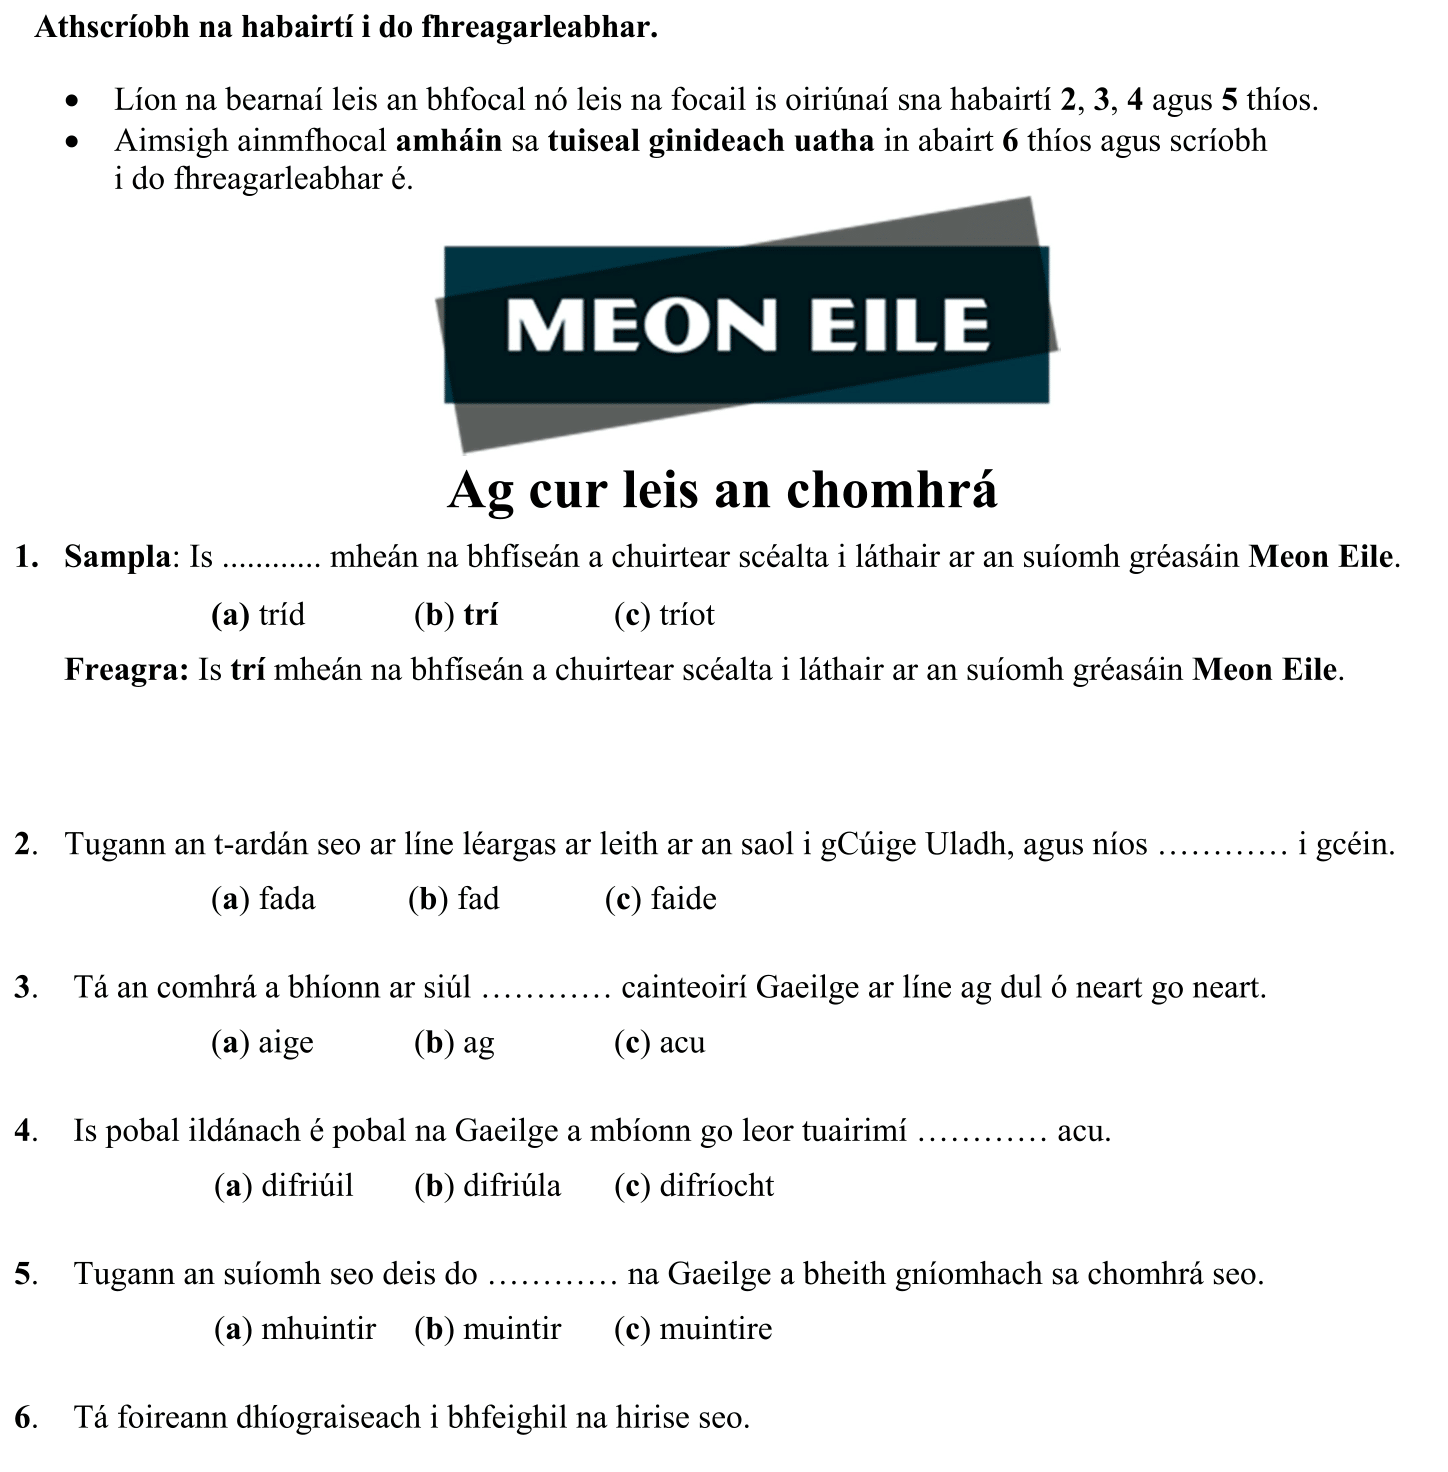 Athscríobh na habairtí i do fhreagarleabhar.
• Líon na bearnaí leis an bhfocal nó leis na focail is oiriúnaí sna habairtí 2, 3, 4 agus 5 thíos.
• Aimsigh ainmfhocal amháin sa tuiseal ginideach uatha in abairt 6 thíos agus scríobh
i do fhreagarleabhar é.
MEON EILE
Ag cur leis an chomhrá
1. Sampla: Is ............ mheán na bhfíseán a chuirtear scéalta i láthair ar an suíomh gréasáin Meon Eile.
(a) tríd (b) trí (c) tríot
Freagra: Is trí mheán na bhfíseán a chuirtear scéalta i láthair ar an suíomh gréasáin Meon Eile.
2. Tugann an t-ardán seo ar líne léargas ar leith ar an saol i gCúige Uladh, agus níos ............ i gcéin.
(a) fada (b) fad (c) faide
3. Tá an comhrá a bhíonn ar siúl ............ cainteoirí Gaeilge ar líne ag dul ó neart go neart.
(a) aige (b) ag (c) acu
4. Is pobal ildánach é pobal na Gaeilge a mbíonn go leor tuairimí ............ acu.
(a) difriúil (b) difriúla (c) difríocht
5. Tugann an suíomh seo deis do ............ na Gaeilge a bheith gníomhach sa chomhrá seo.
(a) mhuintir (b) muintir (c) muintire
6. Tá foireann dhíograiseach i bhfeighil na hirise seo.